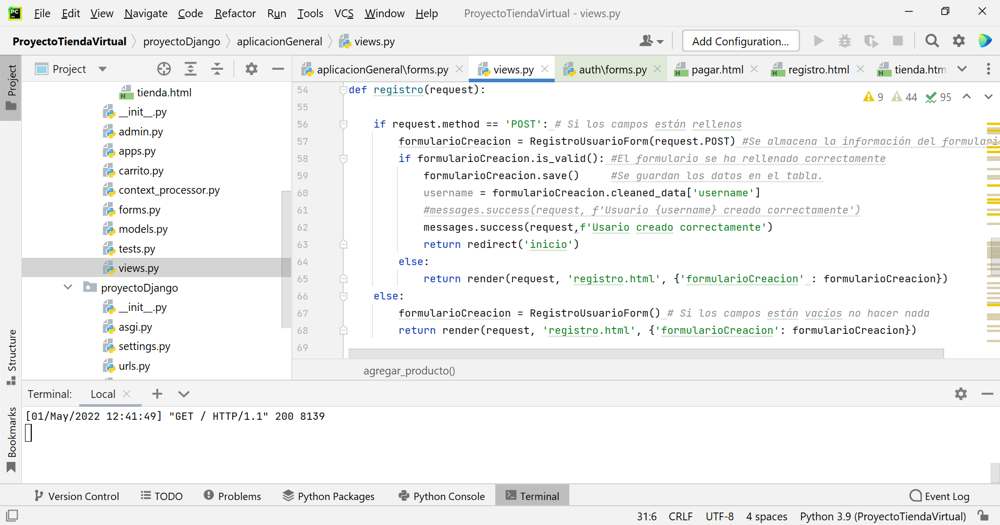 PC File Edit View Navigate Code Refactor Run Tools VCS Window Help ProyectoTiendaVirtual - views.py
ProyectoTiendaVirtual proyectoDjango aplicacionGeneral views.py Add Configuration...
Project
Project
tienda.html
__init__.py
admin.py
apps.py
carrito.py
context_processor.py
forms.py
models.py
tests.py
views.py
proyectoDjango
__init__.py
asgi.py
settings.py
urls.py
Structure
Bookmarks
aplicacionGeneral\forms.py views.py auth\forms.py pagar.html registro.html tienda.htm
9 44 95
54 def registro(request):
55
56 if request.method == 'POST': # Si los campos están rellenos
57 formularioCreacion = RegistroUsuarioForm(request.POST) #Se almacena la información del formulari
58 if formularioCreacion.is_valid(): #El formulario se ha rellenado correctamente
59 formularioCreacion.save() #Se guardan los datos en el tabla.
60 username = formularioCreacion.cleaned_data['username']
61 #messages.success(request, f'Usuario {username} creado correctamente')
62 messages.success(request,f'Usario creado correctamente')
63 return redirect('inicio')
64 else:
65 return render(request, 'registro.html', {'formularioCreacion' : formularioCreacion})
66 else:
67 formularioCreacion = RegistroUsuarioForm() # Si los campos están vacíos no hacer nada
68 return render(request, 'registro.html', {'formularioCreacion': formularioCreacion})
69
agregar_producto()
Terminal: Local
[01/May/2022 12:41:49] "GET / HTTP/1.1" 200 8139
Version Control TODO Problems Python Packages Python Console Terminal Event Log
31:6 CRLF UTF-8 4 spaces Python 3.9 (ProyectoTiendaVirtual)